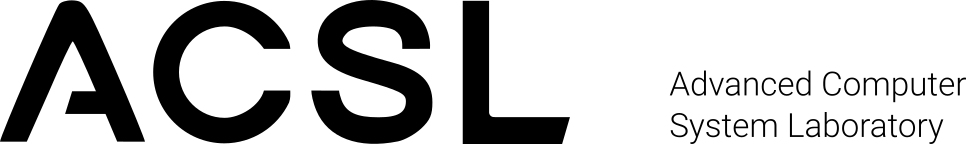 ACSL
Advanced Computer
System Laboratory